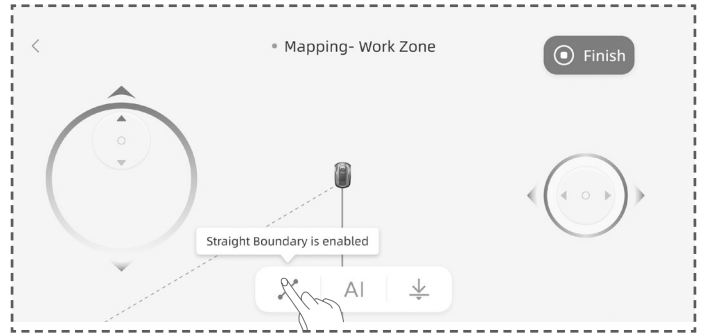 Mapping- Work Zone
Finish
Straight Boundary is enabled
AI